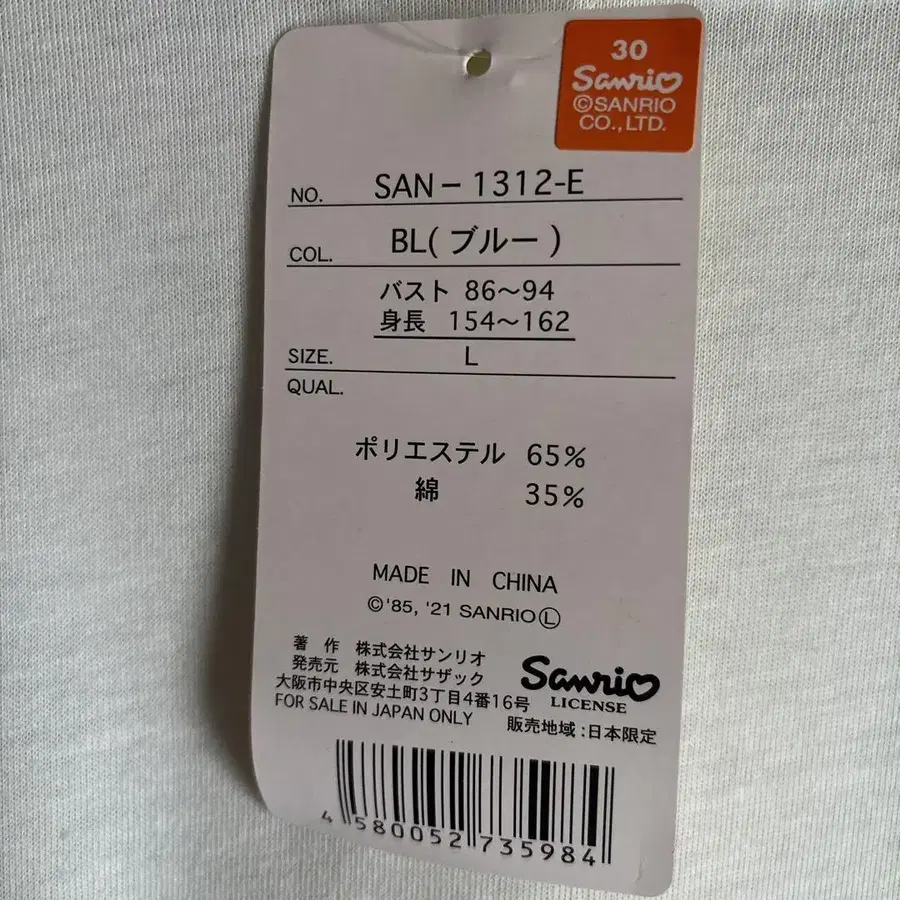 30
Sanrio
©SANRIO
CO., LTD.
NO. SAN-1312-E
COL. BL(ブルー)
バスト 86〜94
身長 154〜162
SIZE. L
QUAL.
ポリエステル 65%
綿 35%
MADE IN CHINA
©'85, '21 SANRIO Ⓛ
著 作 株式会社サンリオ
発売元 株式会社サザック
大阪市中央区安土町3丁目4番16号
FOR SALE IN JAPAN ONLY
Sanrio
LICENSE
販売地域:日本限定
4 580052 735984